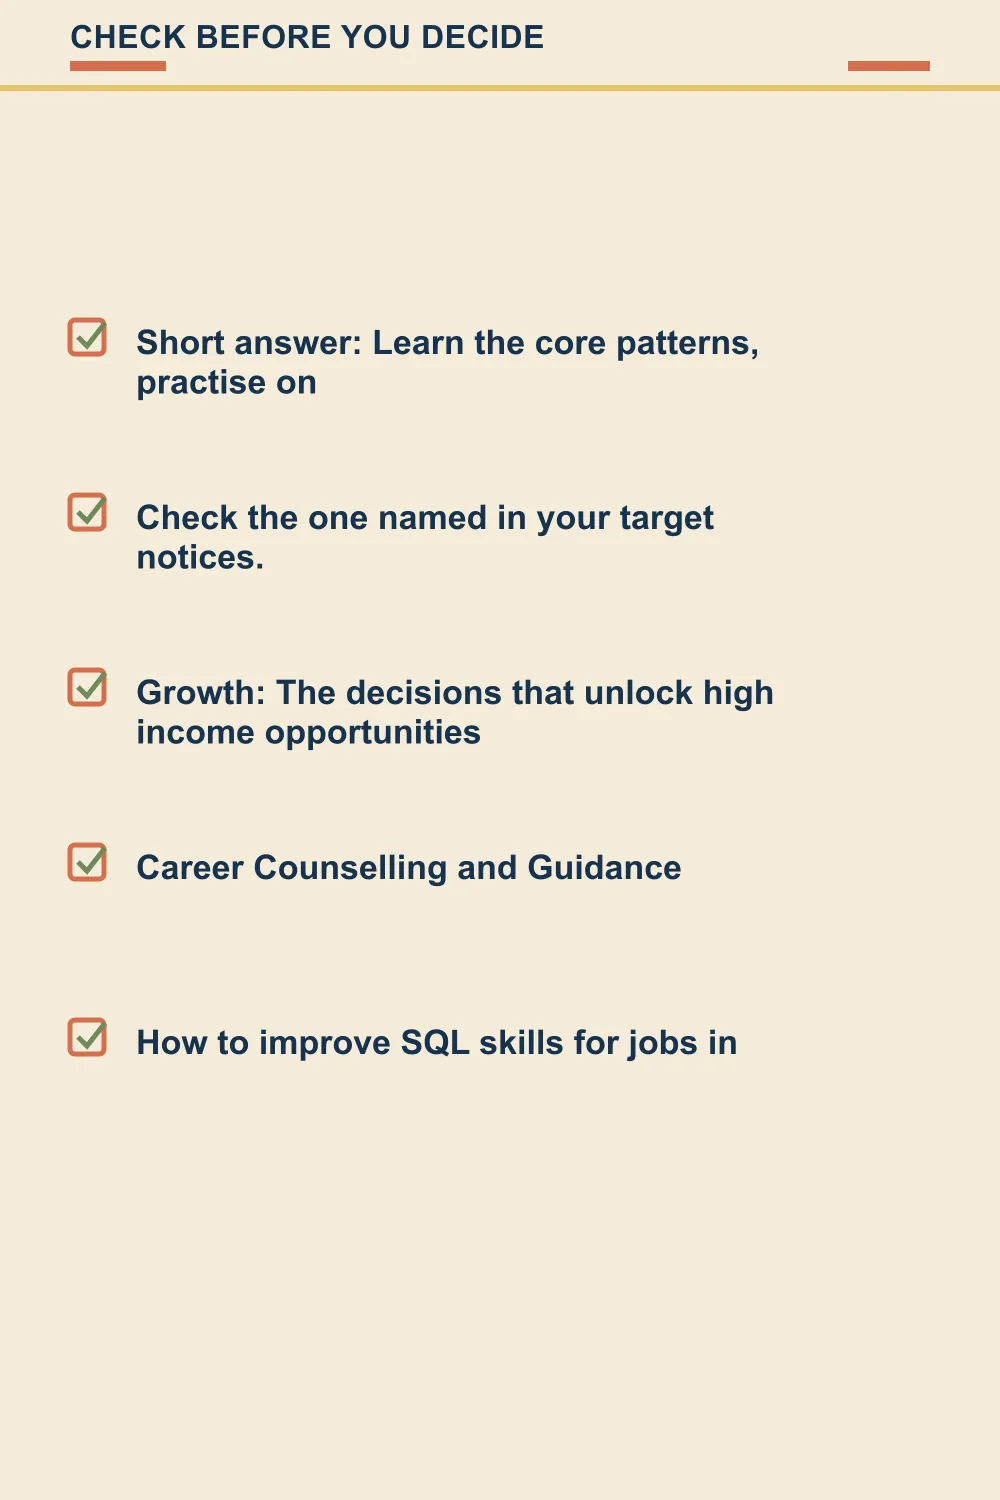 CHECK BEFORE YOU DECIDE
Short answer: Learn the core patterns,
practise on
Check the one named in your target
notices.
Growth: The decisions that unlock high
income opportunities
Career Counselling and Guidance
How to improve SQL skills for jobs in